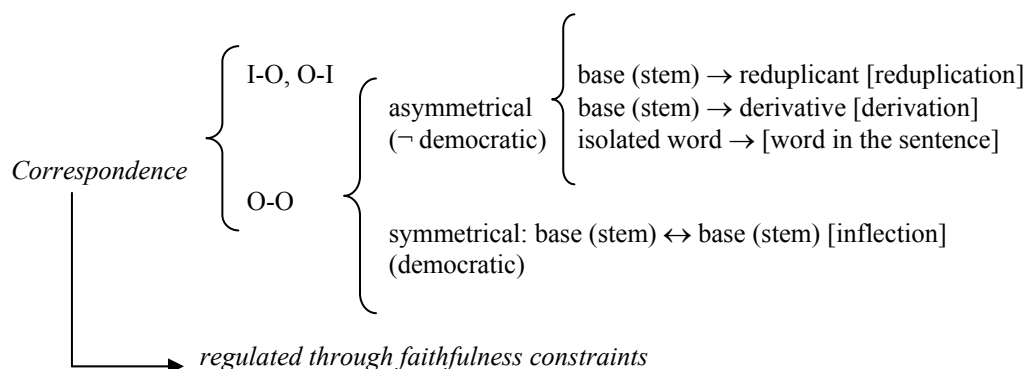 I-O, O-I
base (stem) → reduplicant [reduplication]
asymmetrical base (stem) → derivative [derivation]
(¬ democratic) isolated word → [word in the sentence]
Correspondence
O-O
symmetrical: base (stem) ↔ base (stem) [inflection]
(democratic)
regulated through faithfulness constraints